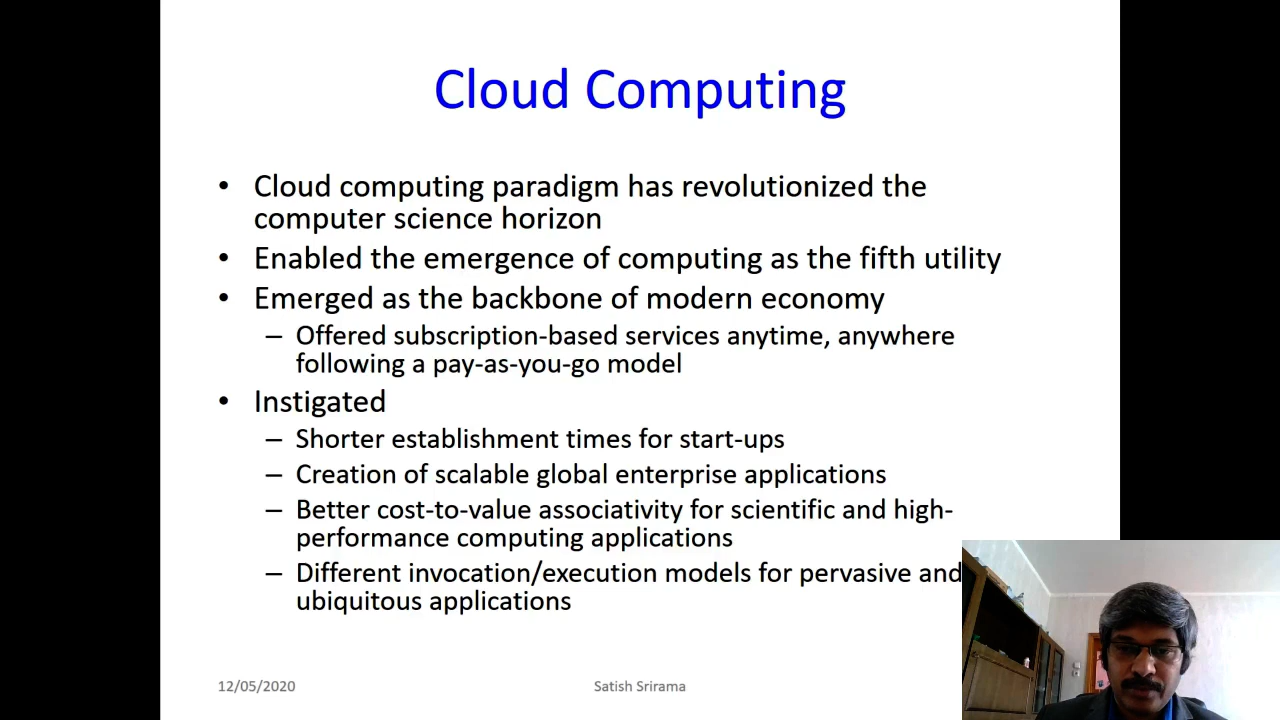 Cloud Computing
• Cloud computing paradigm has revolutionized the
computer science horizon
• Enabled the emergence of computing as the fifth utility
• Emerged as the backbone of modern economy
– Offered subscription-based services anytime, anywhere
following a pay-as-you-go model
• Instigated
– Shorter establishment times for start-ups
– Creation of scalable global enterprise applications
– Better cost-to-value associativity for scientific and high-
performance computing applications
– Different invocation/execution models for pervasive and
ubiquitous applications
12/05/2020
Satish Srirama